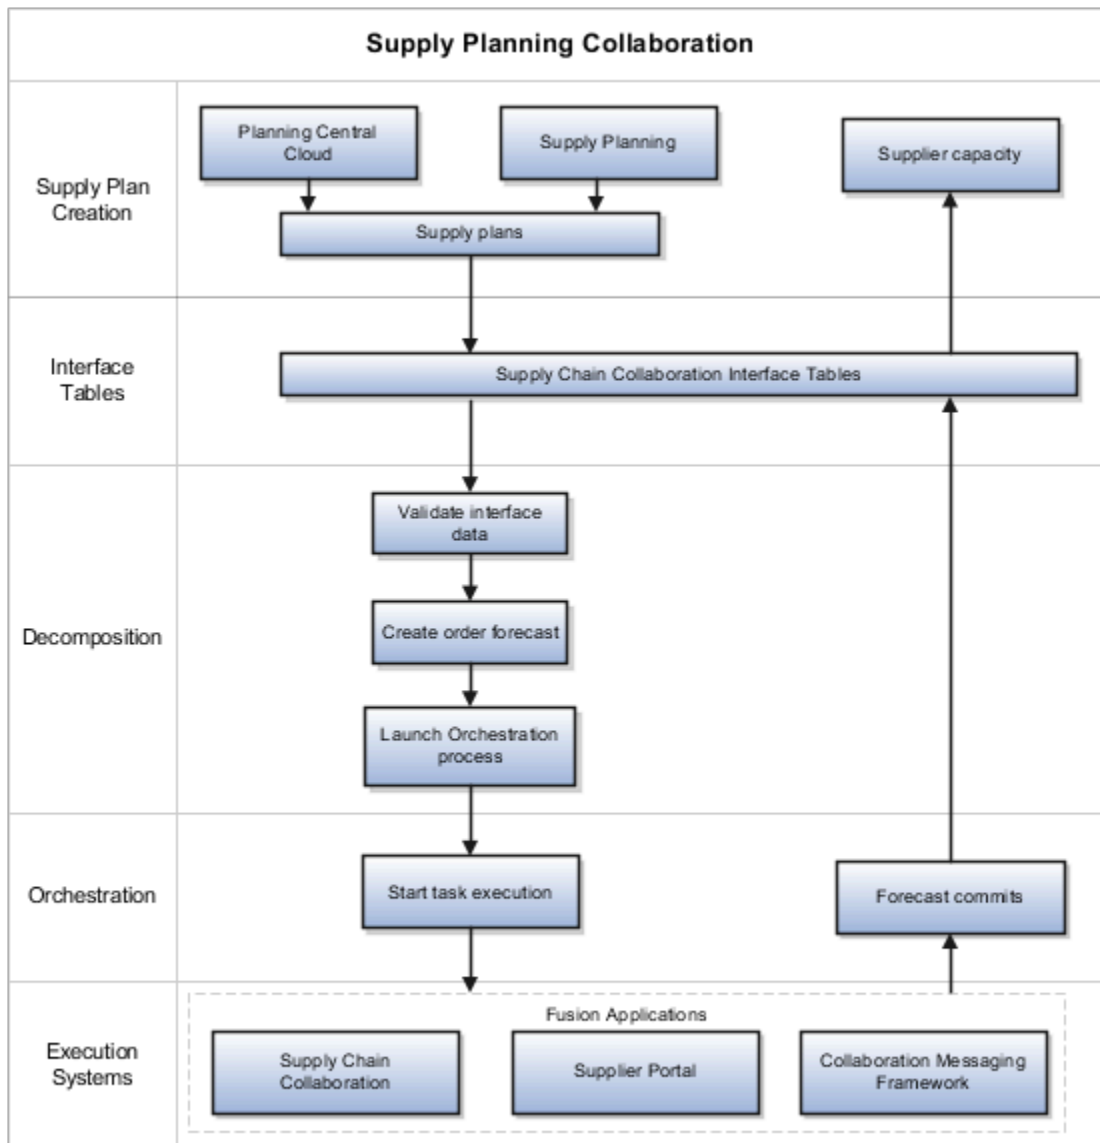 Supply Planning Collaboration
Supply Plan
Creation
Planning Central
Cloud
Supply Planning
Supplier capacity
Supply plans
Interface
Tables
Supply Chain Collaboration Interface Tables
Decomposition
Validate interface
data
Create order forecast
Launch Orchestration
process
Orchestration
Start task execution
Forecast commits
Execution
Systems
Fusion Applications
Supply Chain
Collaboration
Supplier Portal
Collaboration Messaging
Framework